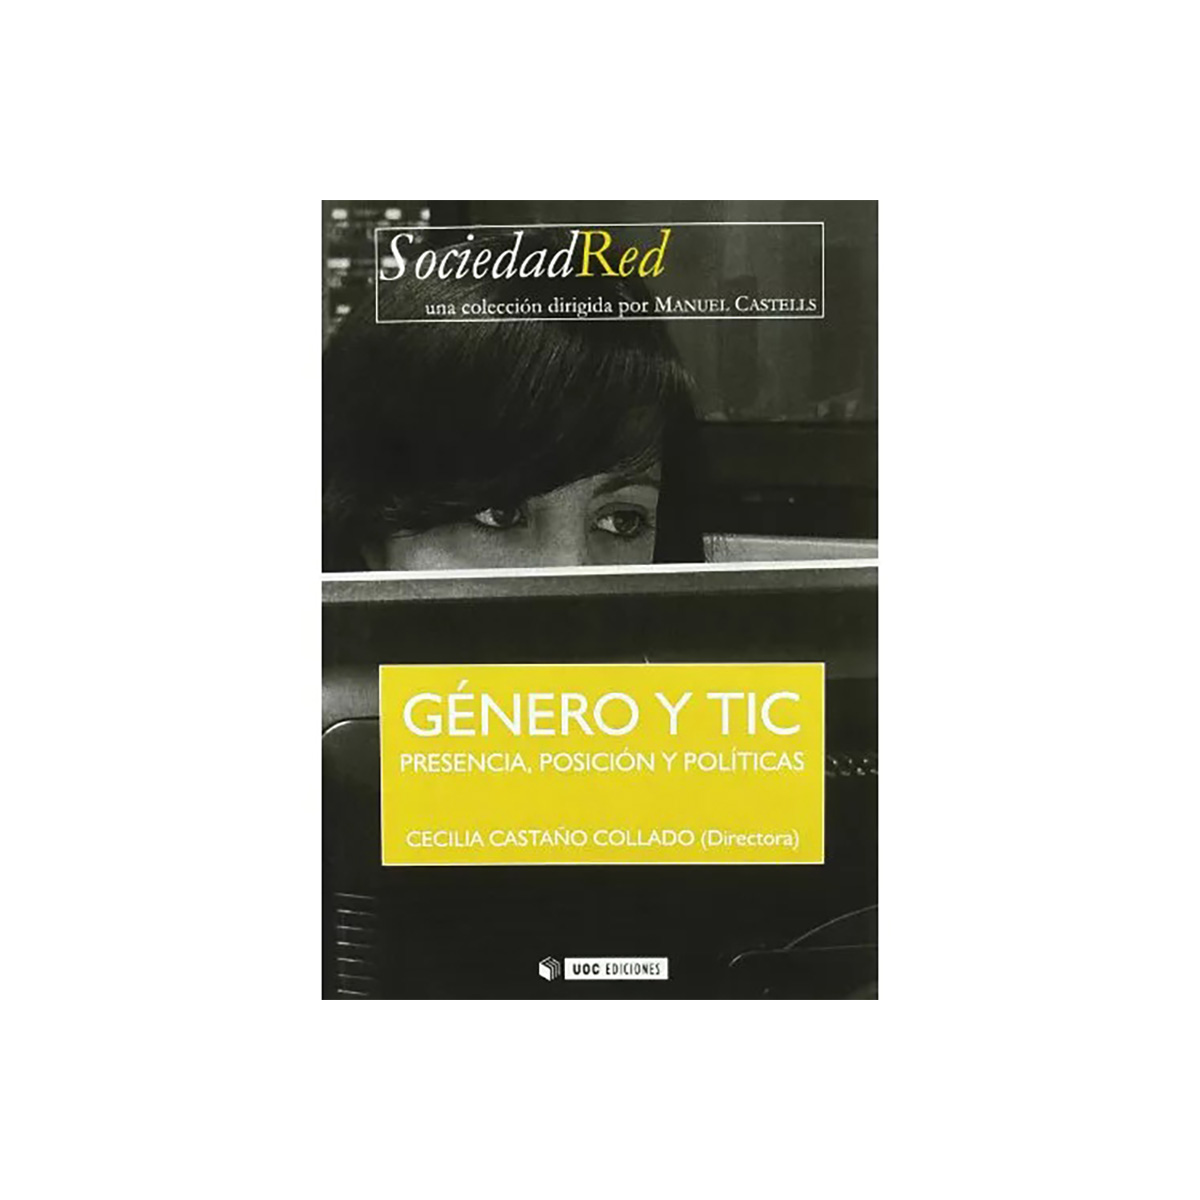 SociedadRed
una colección dirigida por MANUEL CASTELLS
GÉNERO Y TIC
PRESENCIA, POSICIÓN Y POLÍTICAS
CECILIA CASTAÑO COLLADO (Directora)
UOC EDICIONES